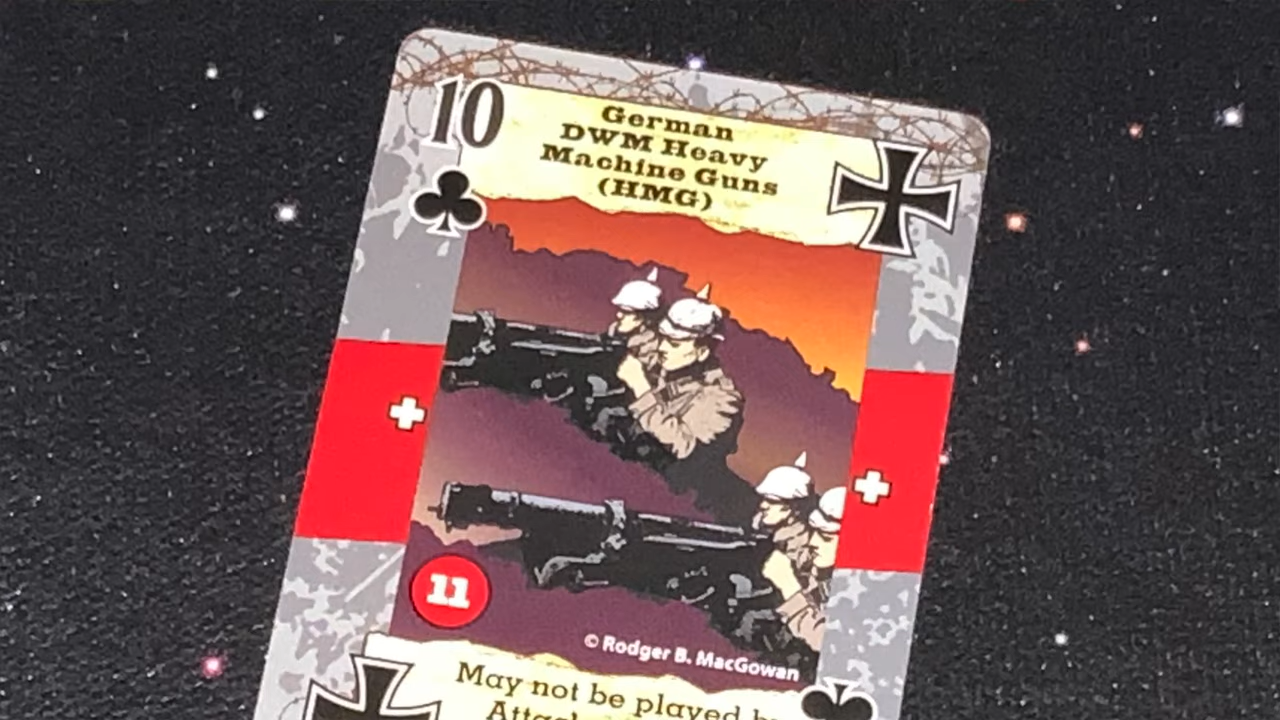 10
German
DWM Heavy
Machine Guns
(HMG)
11
© Rodger B. MacGowan
May not be played